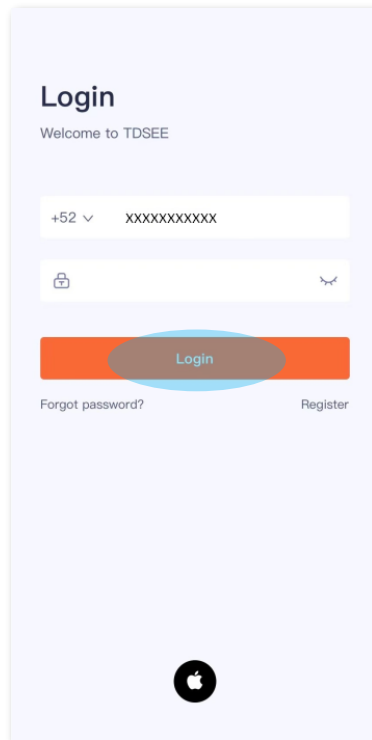 Login
Welcome to TDSEE
+52 XXXXXXXXXXX
Login
Forgot password? Register